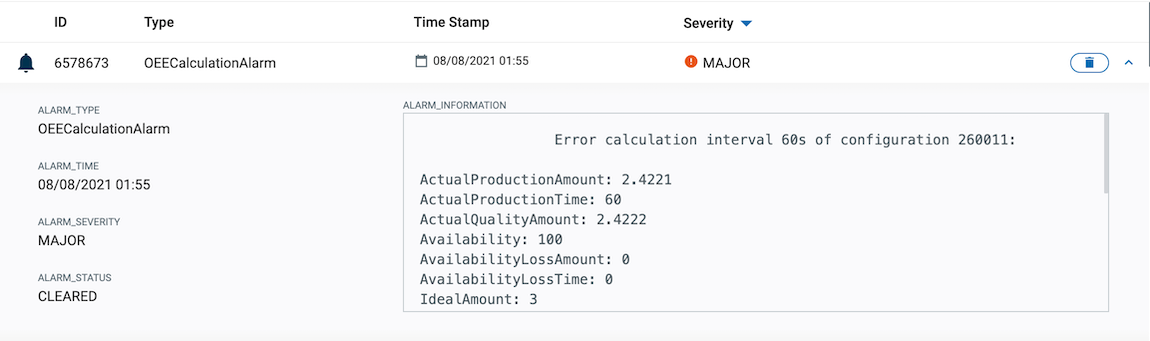 ID Type Time Stamp Severity
6578673 OEECalculationAlarm 08/08/2021 01:55 MAJOR
ALARM_TYPE
OEECalculationAlarm
ALARM_TIME
08/08/2021 01:55
ALARM_SEVERITY
MAJOR
ALARM_STATUS
CLEARED
ALARM_INFORMATION
Error calculation interval 60s of configuration 260011:
ActualProductionAmount: 2.4221
ActualProductionTime: 60
ActualQualityAmount: 2.4222
Availability: 100
AvailabilityLossAmount: 0
AvailabilityLossTime: 0
IdealAmount: 3